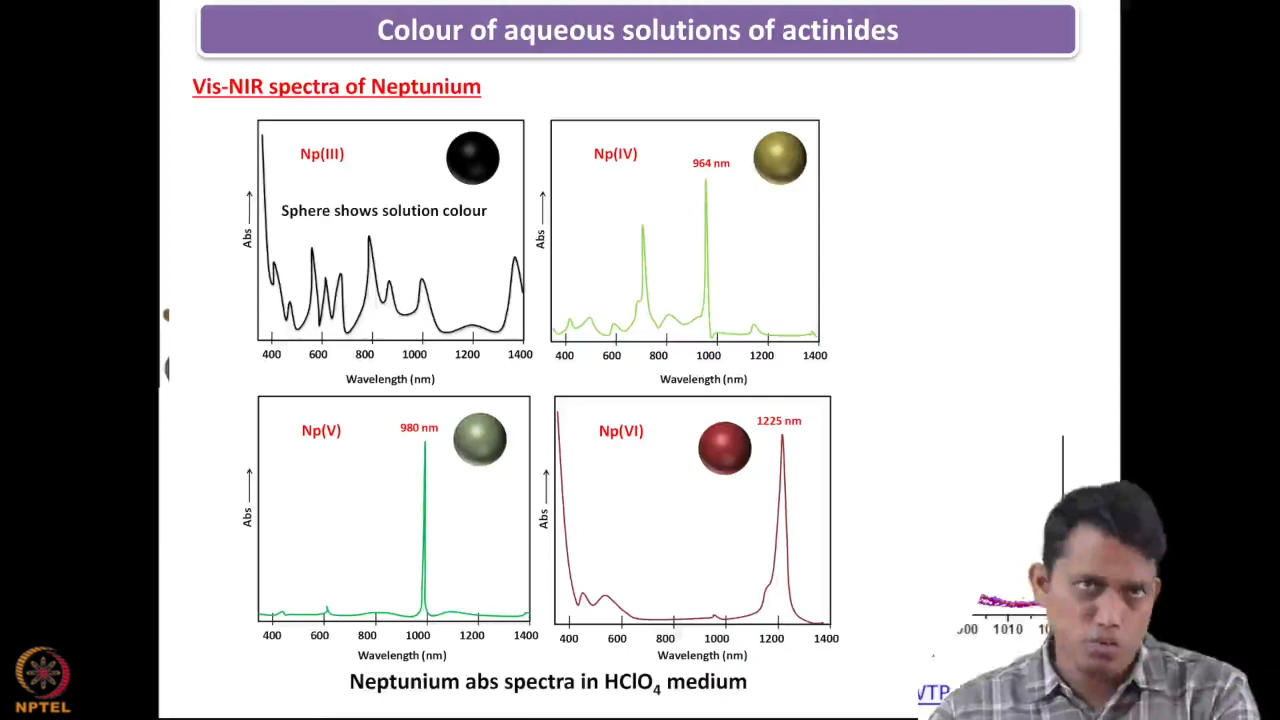 Colour of aqueous solutions of actinides
Vis-NIR spectra of Neptunium
Np(III)
Sphere shows solution colour
Abs
400 600 800 1000 1200 1400
Wavelength (nm)
Np(IV)
964 nm
Abs
400 600 800 1000 1200 1400
Wavelength (nm)
Np(V)
980 nm
Abs
400 600 800 1000 1200 1400
Wavelength (nm)
Np(VI)
1225 nm
Abs
400 600 800 1000 1200 1400
Wavelength (nm)
Neptunium abs spectra in HClO₄ medium
1010
NPTEL